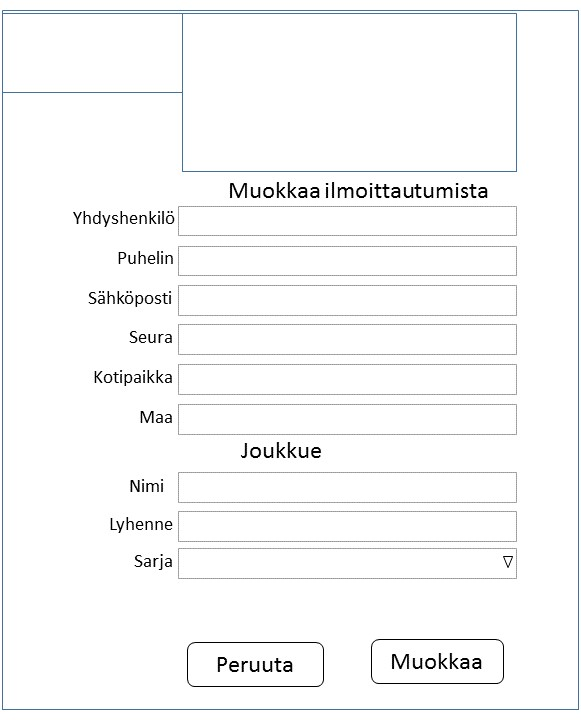 Muokkaa ilmoittautumista
Yhdyshenkilö
Puhelin
Sähköposti
Seura
Kotipaikka
Maa
Joukkue
Nimi
Lyhenne
Sarja
Peruuta
Muokkaa